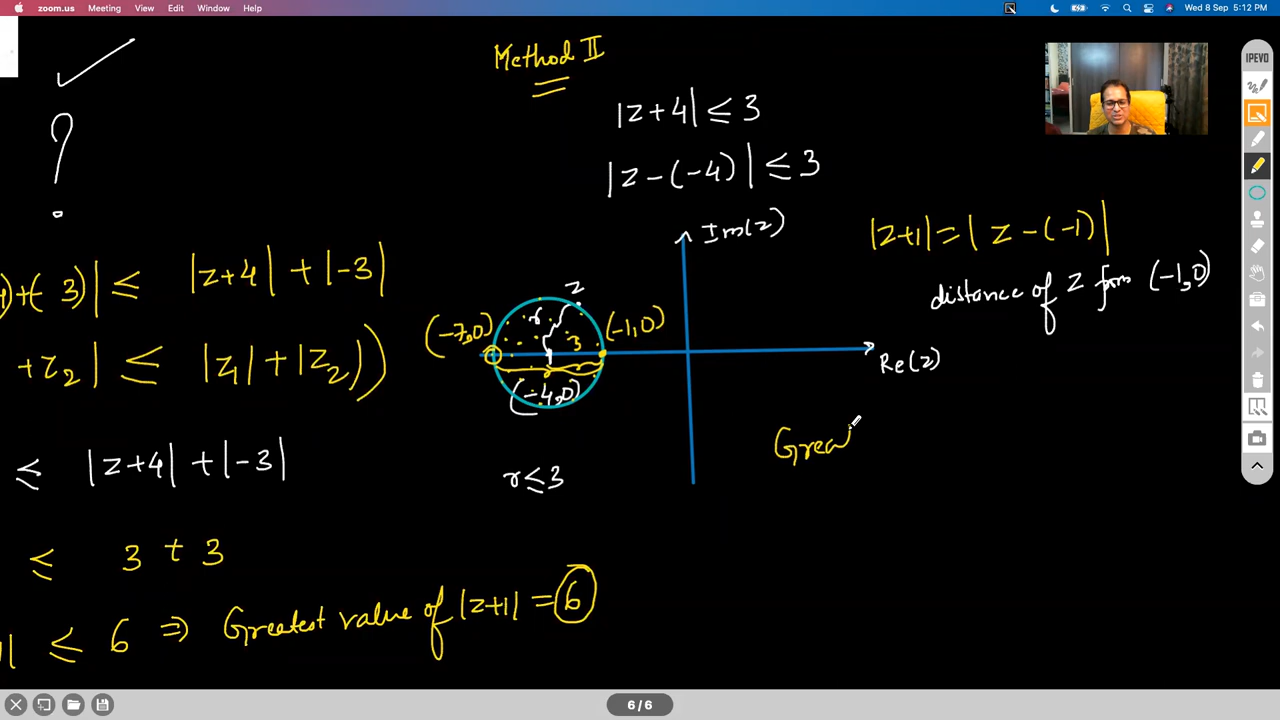 zoom.us Meeting View Edit Window Help
Wed 8 Sep 5:12 PM
IPEVO
?
Method II
|z+4| ≤ 3
|z-(-4)| ≤ 3
Im(z)
|z+1| = |z-(-1)|
distance of z from (-1,0)
+(-3)| ≤ |z+4| + |-3|
z
(-7,0)
r
3
(-1,0)
Re(z)
+z2| ≤ |z1| + |z2|))
(-4,0)
Grea
≤ |z+4| + |-3|
r ≤ 3
≤ 3 + 3
| ≤ 6 ⇒ Greatest value of |z+1| = 6
6/6